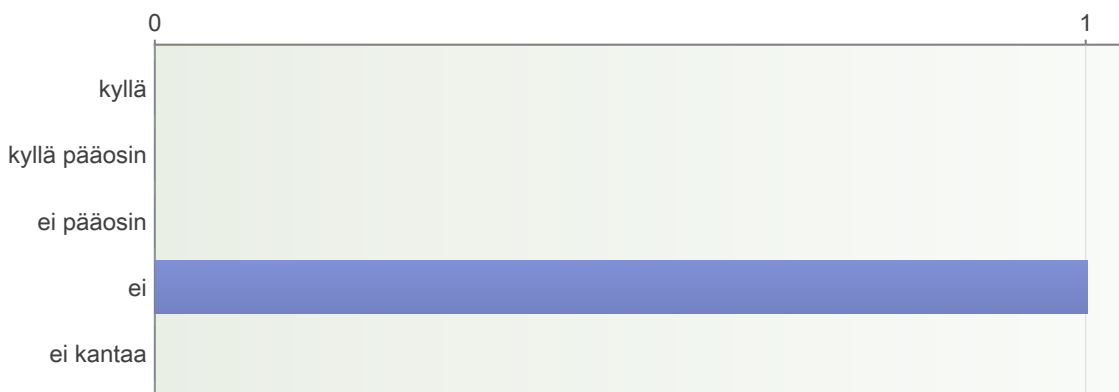 0 1
kyllä
kyllä pääosin
ei pääosin
ei
ei kantaa